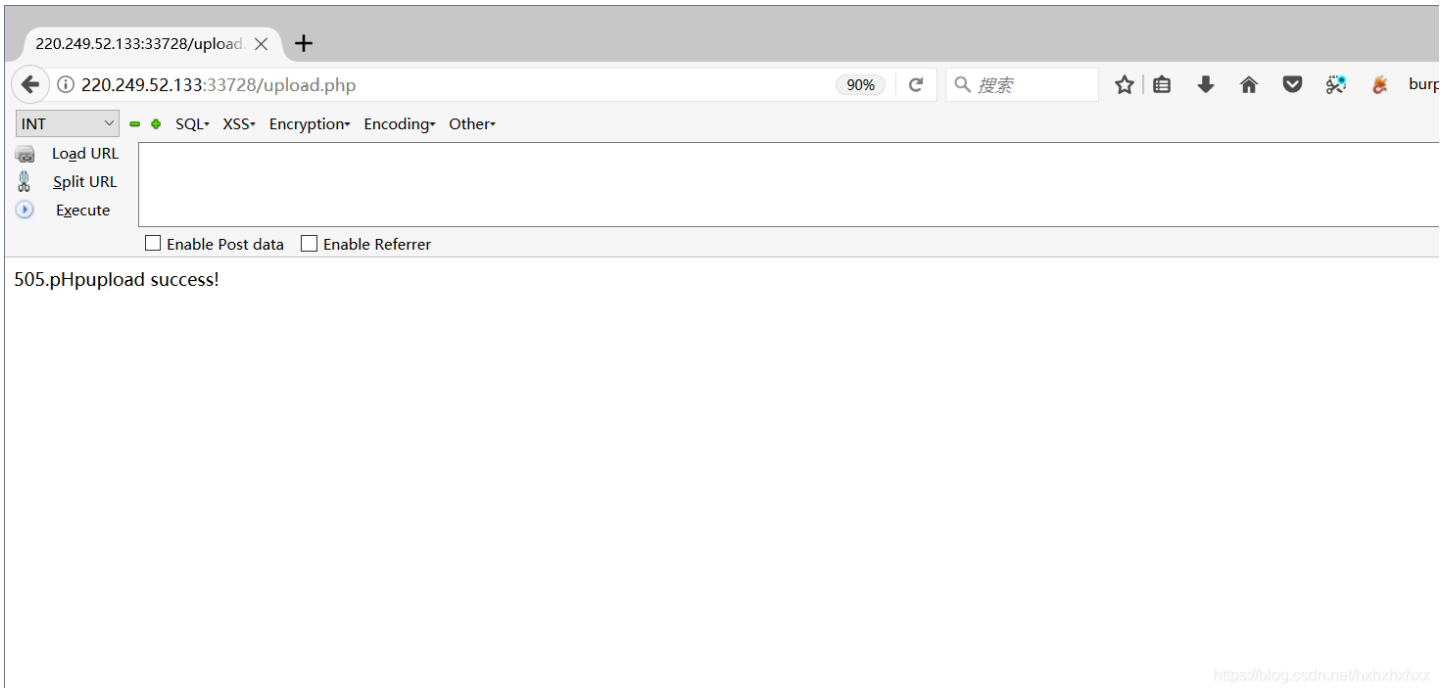 220.249.52.133:33728/upload.
220.249.52.133:33728/upload.php 90% 搜索 burp
INT SQL XSS Encryption Encoding Other
Load URL
Split URL
Execute
Enable Post data Enable Referrer
505.pHpupload success!
https://blog.csdn.net/hxhxhxhxx